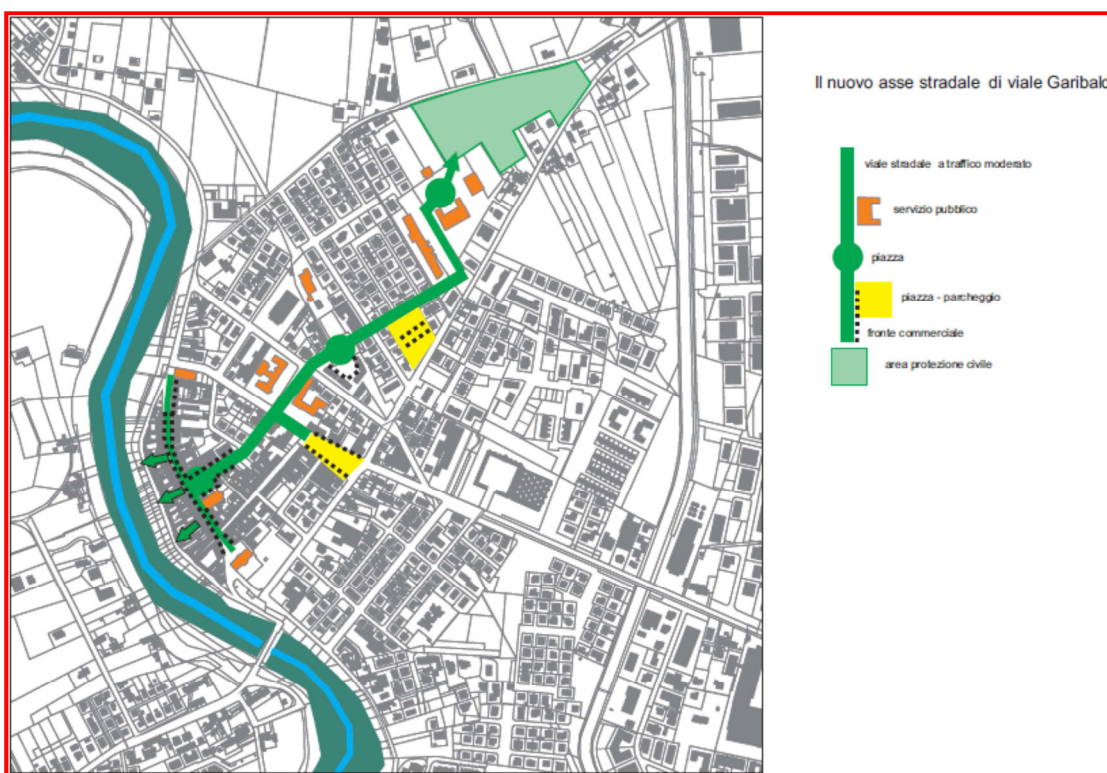 Il nuovo asse stradale di viale Garibald
viale stradale a traffico moderato
servizio pubblico
piazza
piazza - parcheggio
fronte commerciale
area protezione civile